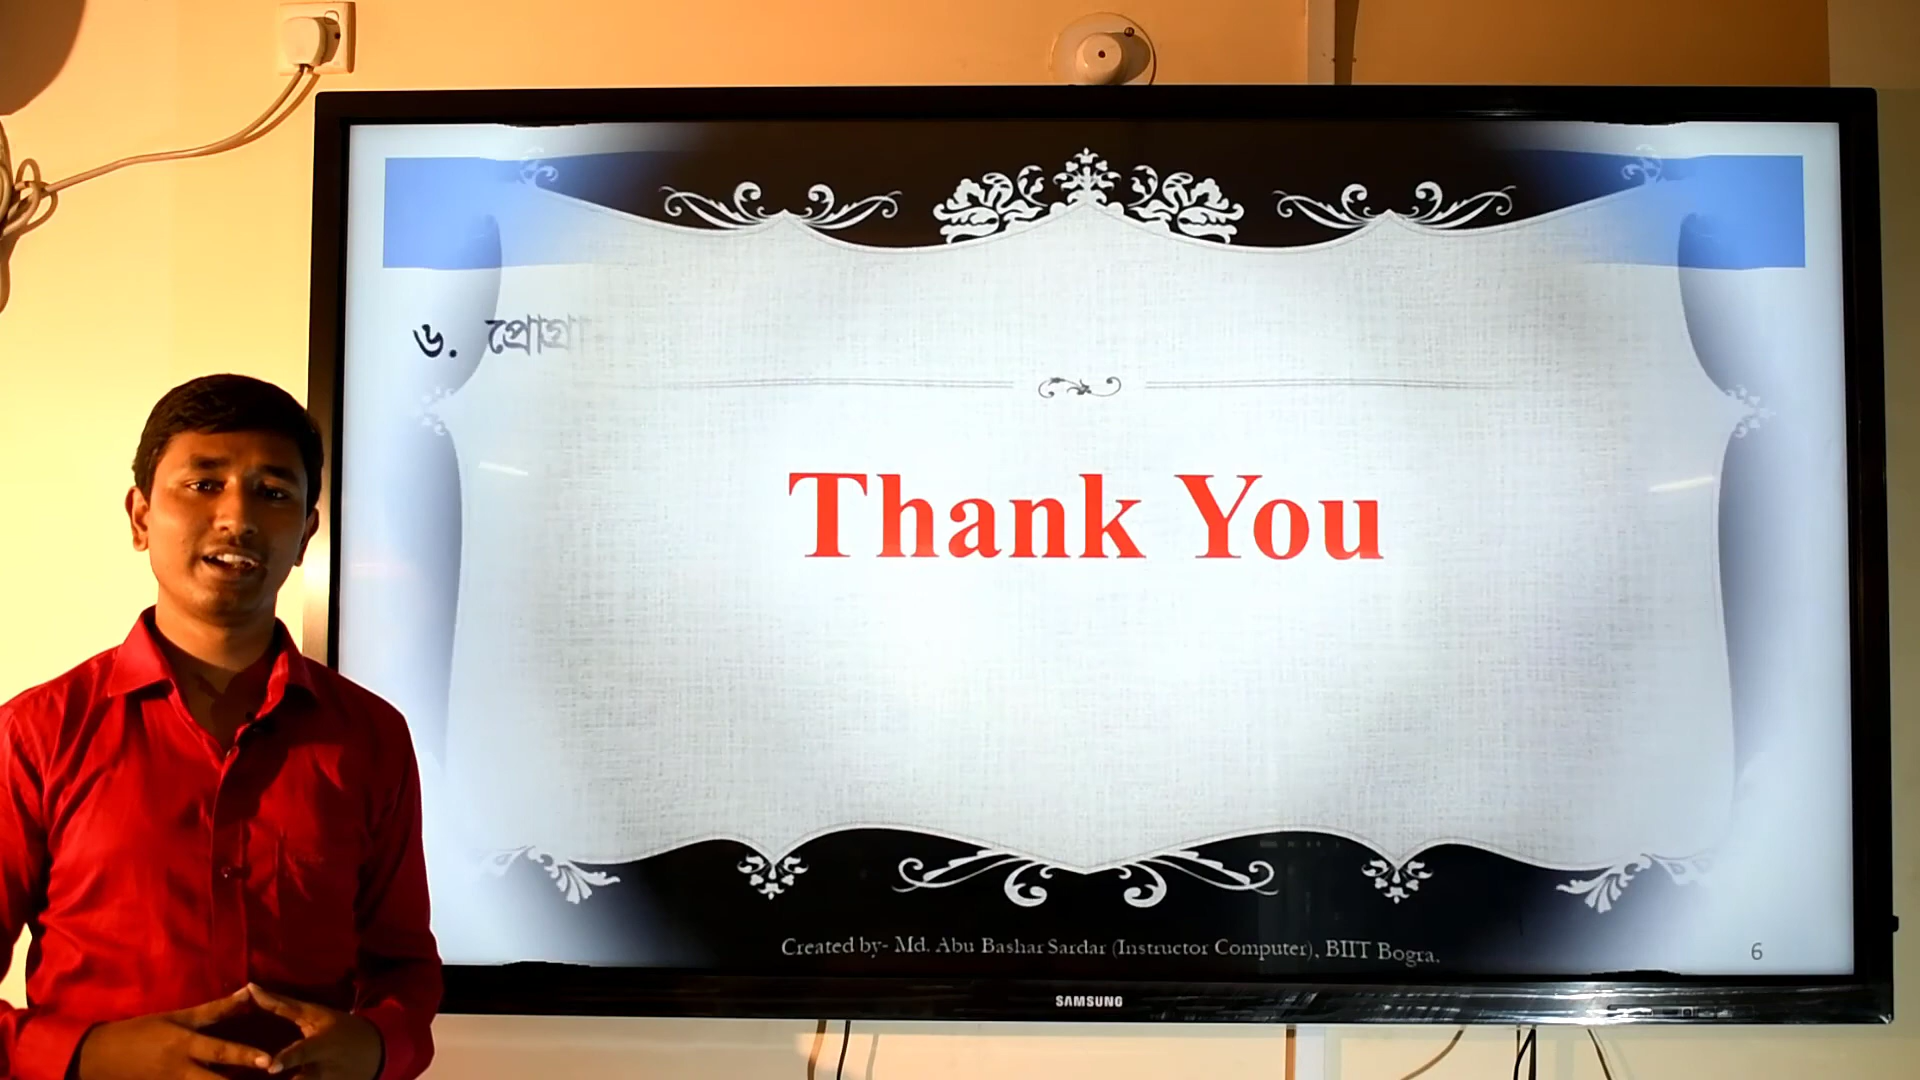 ৬. প্রোগ্রা
Thank You
Created by- Md. Abu Bashar Sardar (Instructor Computer), BIIT Bogra.
6
SAMSUNG